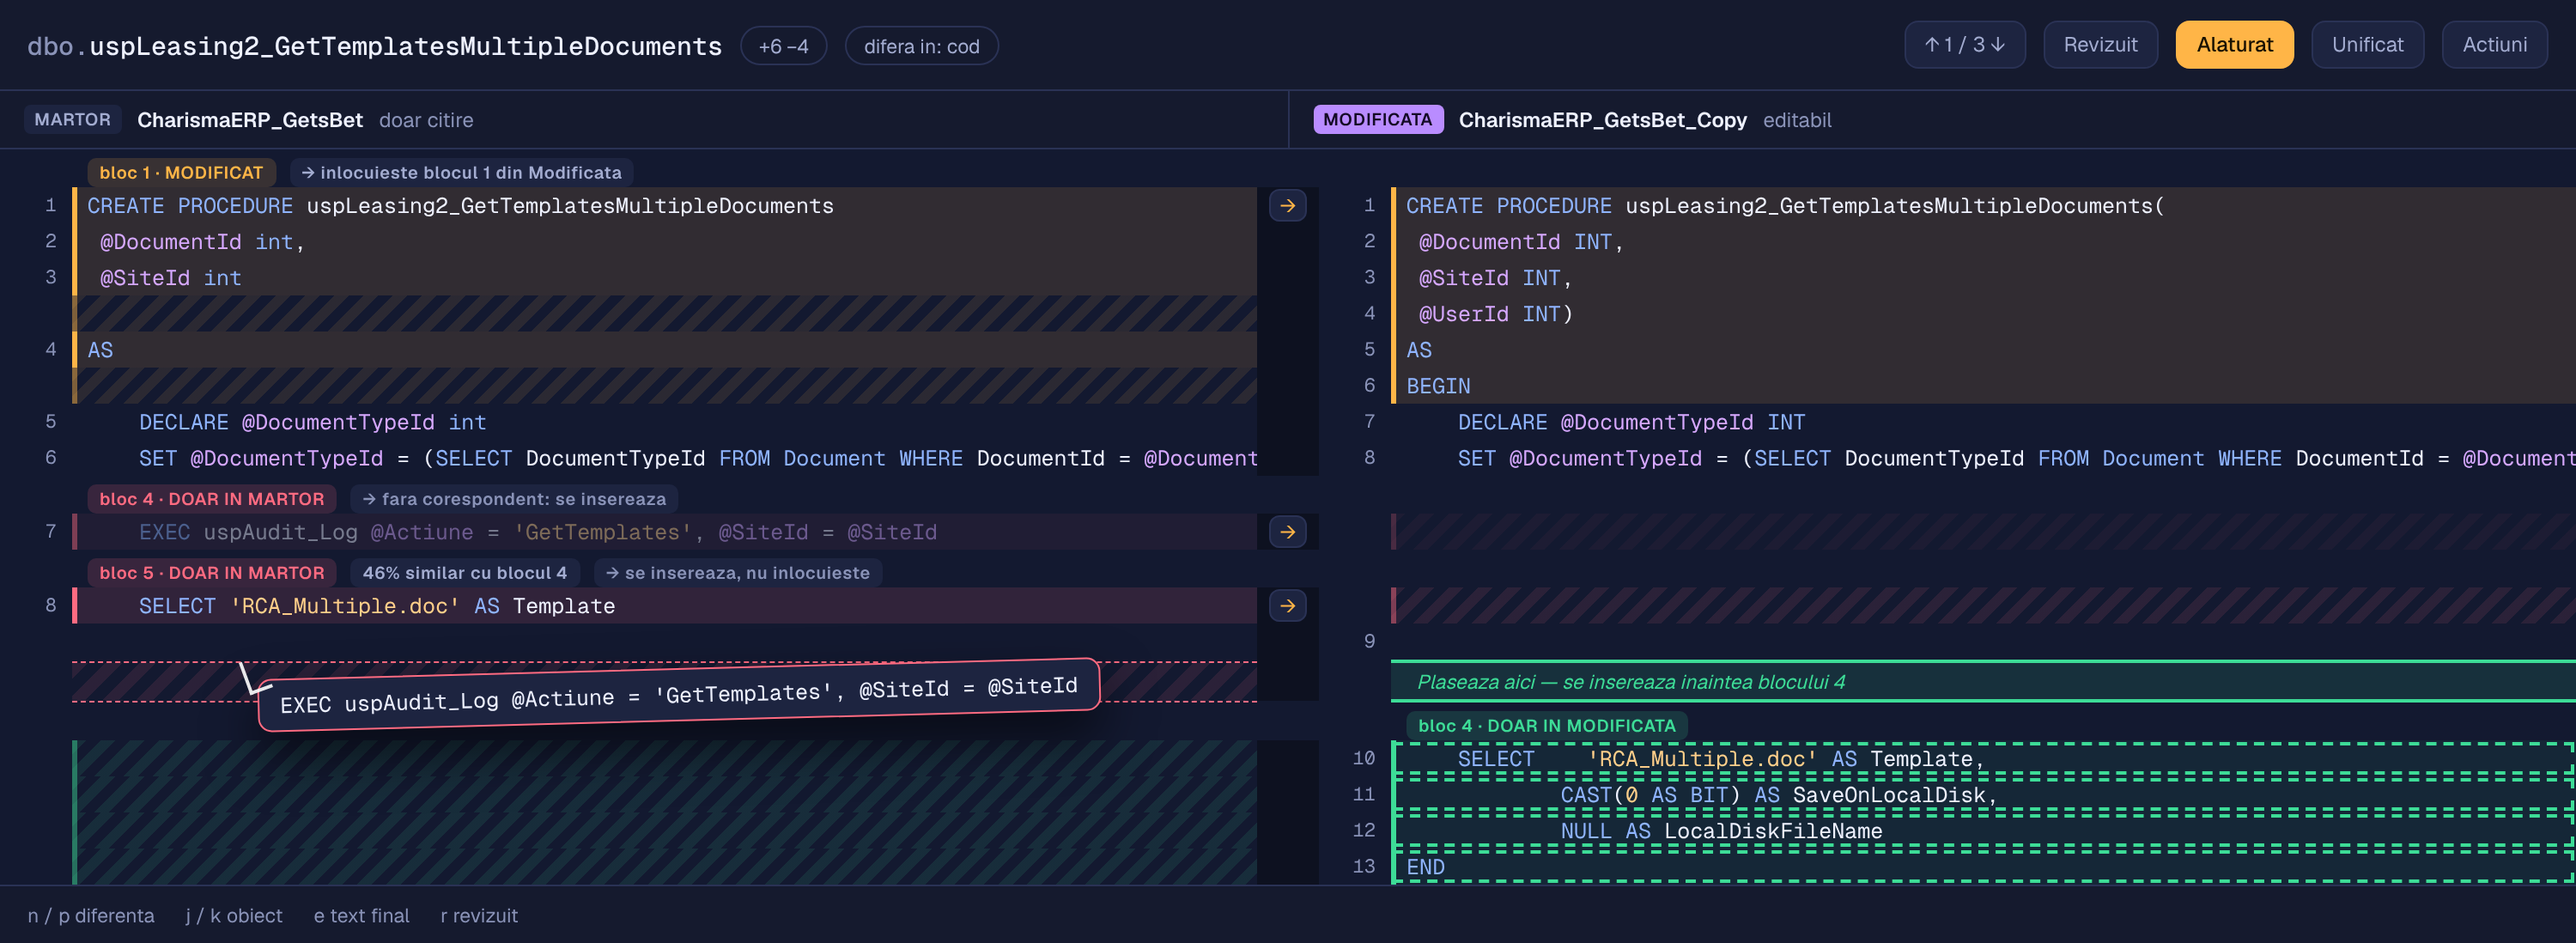 dbo.uspLeasing2_GetTemplatesMultipleDocuments +6 −4 difera in: cod ↑ 1 / 3 ↓ Revizuit Alaturat Unificat Actiuni
MARTOR CharismaERP_GetsBet doar citire
MODIFICATA CharismaERP_GetsBet_Copy editabil
bloc 1 · MODIFICAT → inlocuieste blocul 1 din Modificata
1 CREATE PROCEDURE uspLeasing2_GetTemplatesMultipleDocuments →
2 @DocumentId int,
3 @SiteId int
4 AS
5 DECLARE @DocumentTypeId int
6 SET @DocumentTypeId = (SELECT DocumentTypeId FROM Document WHERE DocumentId = @Document
bloc 4 · DOAR IN MARTOR → fara corespondent: se insereaza
7 EXEC uspAudit_Log @Actiune = 'GetTemplates', @SiteId = @SiteId →
bloc 5 · DOAR IN MARTOR 46% similar cu blocul 4 → se insereaza, nu inlocuieste
8 SELECT 'RCA_Multiple.doc' AS Template →
EXEC uspAudit_Log @Actiune = 'GetTemplates', @SiteId = @SiteId
1 CREATE PROCEDURE uspLeasing2_GetTemplatesMultipleDocuments(
2 @DocumentId INT,
3 @SiteId INT,
4 @UserId INT)
5 AS
6 BEGIN
7 DECLARE @DocumentTypeId INT
8 SET @DocumentTypeId = (SELECT DocumentTypeId FROM Document WHERE DocumentId = @Document
9
Plaseaza aici — se insereaza inaintea blocului 4
bloc 4 · DOAR IN MODIFICATA
10 SELECT 'RCA_Multiple.doc' AS Template,
11 CAST(0 AS BIT) AS SaveOnLocalDisk,
12 NULL AS LocalDiskFileName
13 END
n / p diferenta j / k obiect e text final r revizuit